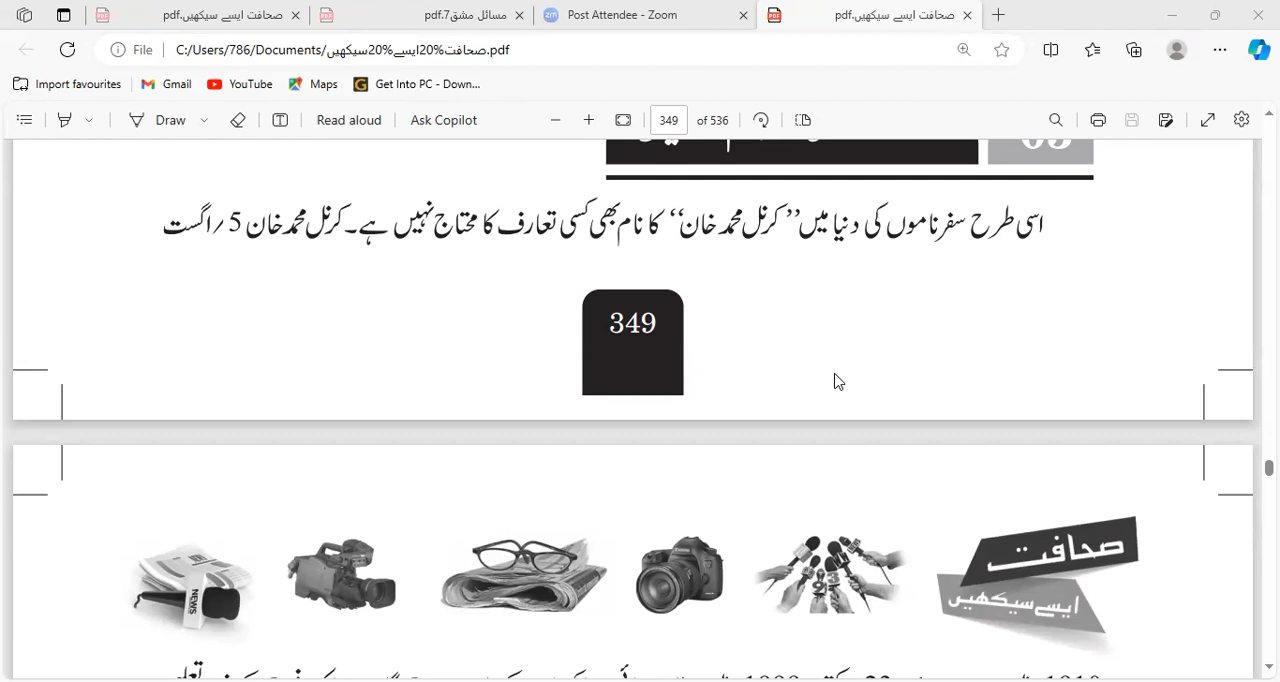 صحافت ایسے سیکھیں.pdf
مسائل مشق7.pdf
Post Attendee - Zoom
صحافت ایسے سیکھیں.pdf
File
C:/Users/786/Documents/صحافت%20ایسے%20سیکھیں.pdf
Import favourites
Gmail
YouTube
Maps
Get Into PC - Down...
Draw
Read aloud
Ask Copilot
349
of 536
اسی طرح سفرناموں کی دنیا میں ’’کرنل محمد خان‘‘ کا نام بھی کسی تعارف کا محتاج نہیں ہے۔ کرنل محمد خان 5؍اگست
349
NEWS
Canon
صحافت
ایسے سیکھیں